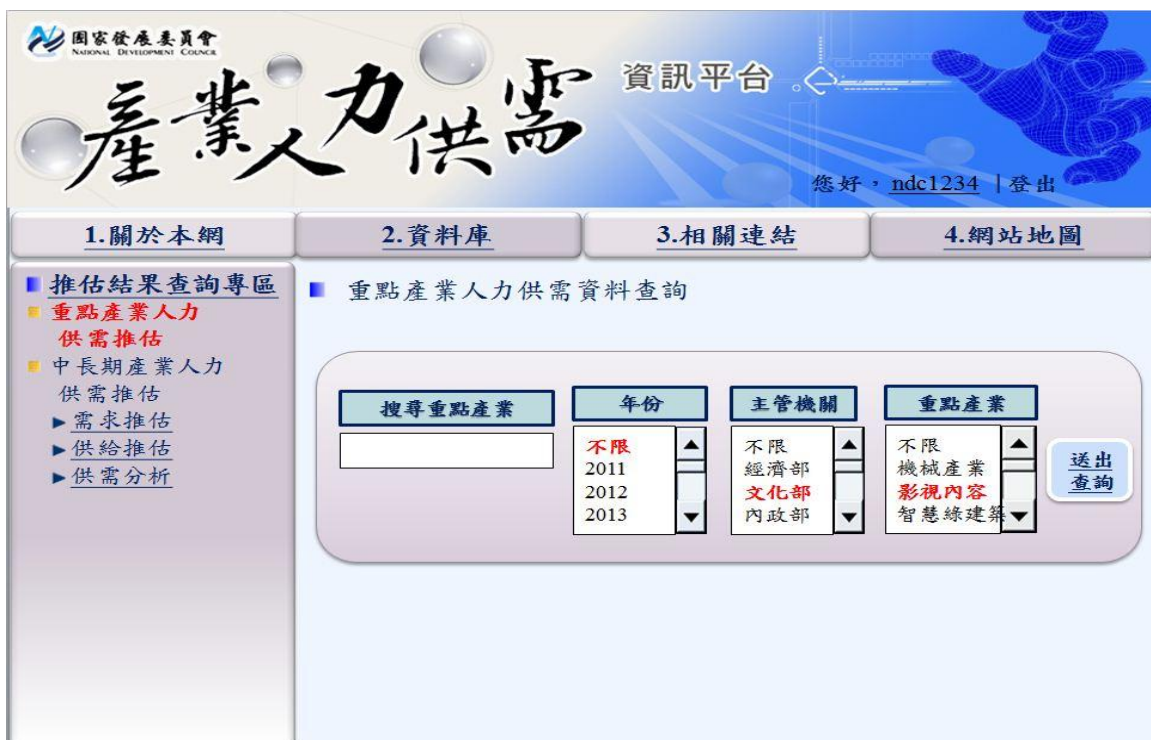 國家發展委員會
NATIONAL DEVELOPMENT COUNCIL
產業人力供需 資訊平台
您好，ndc1234 |登出
1.關於本網 2.資料庫 3.相關連結 4.網站地圖
推估結果查詢專區
重點產業人力
供需推估
中長期產業人力
供需推估
需求推估
供給推估
供需分析
重點產業人力供需資料查詢
搜尋重點產業
年份
不限
2011
2012
2013
主管機關
不限
經濟部
文化部
內政部
重點產業
不限
機械產業
影視內容
智慧綠建築
送出
查詢